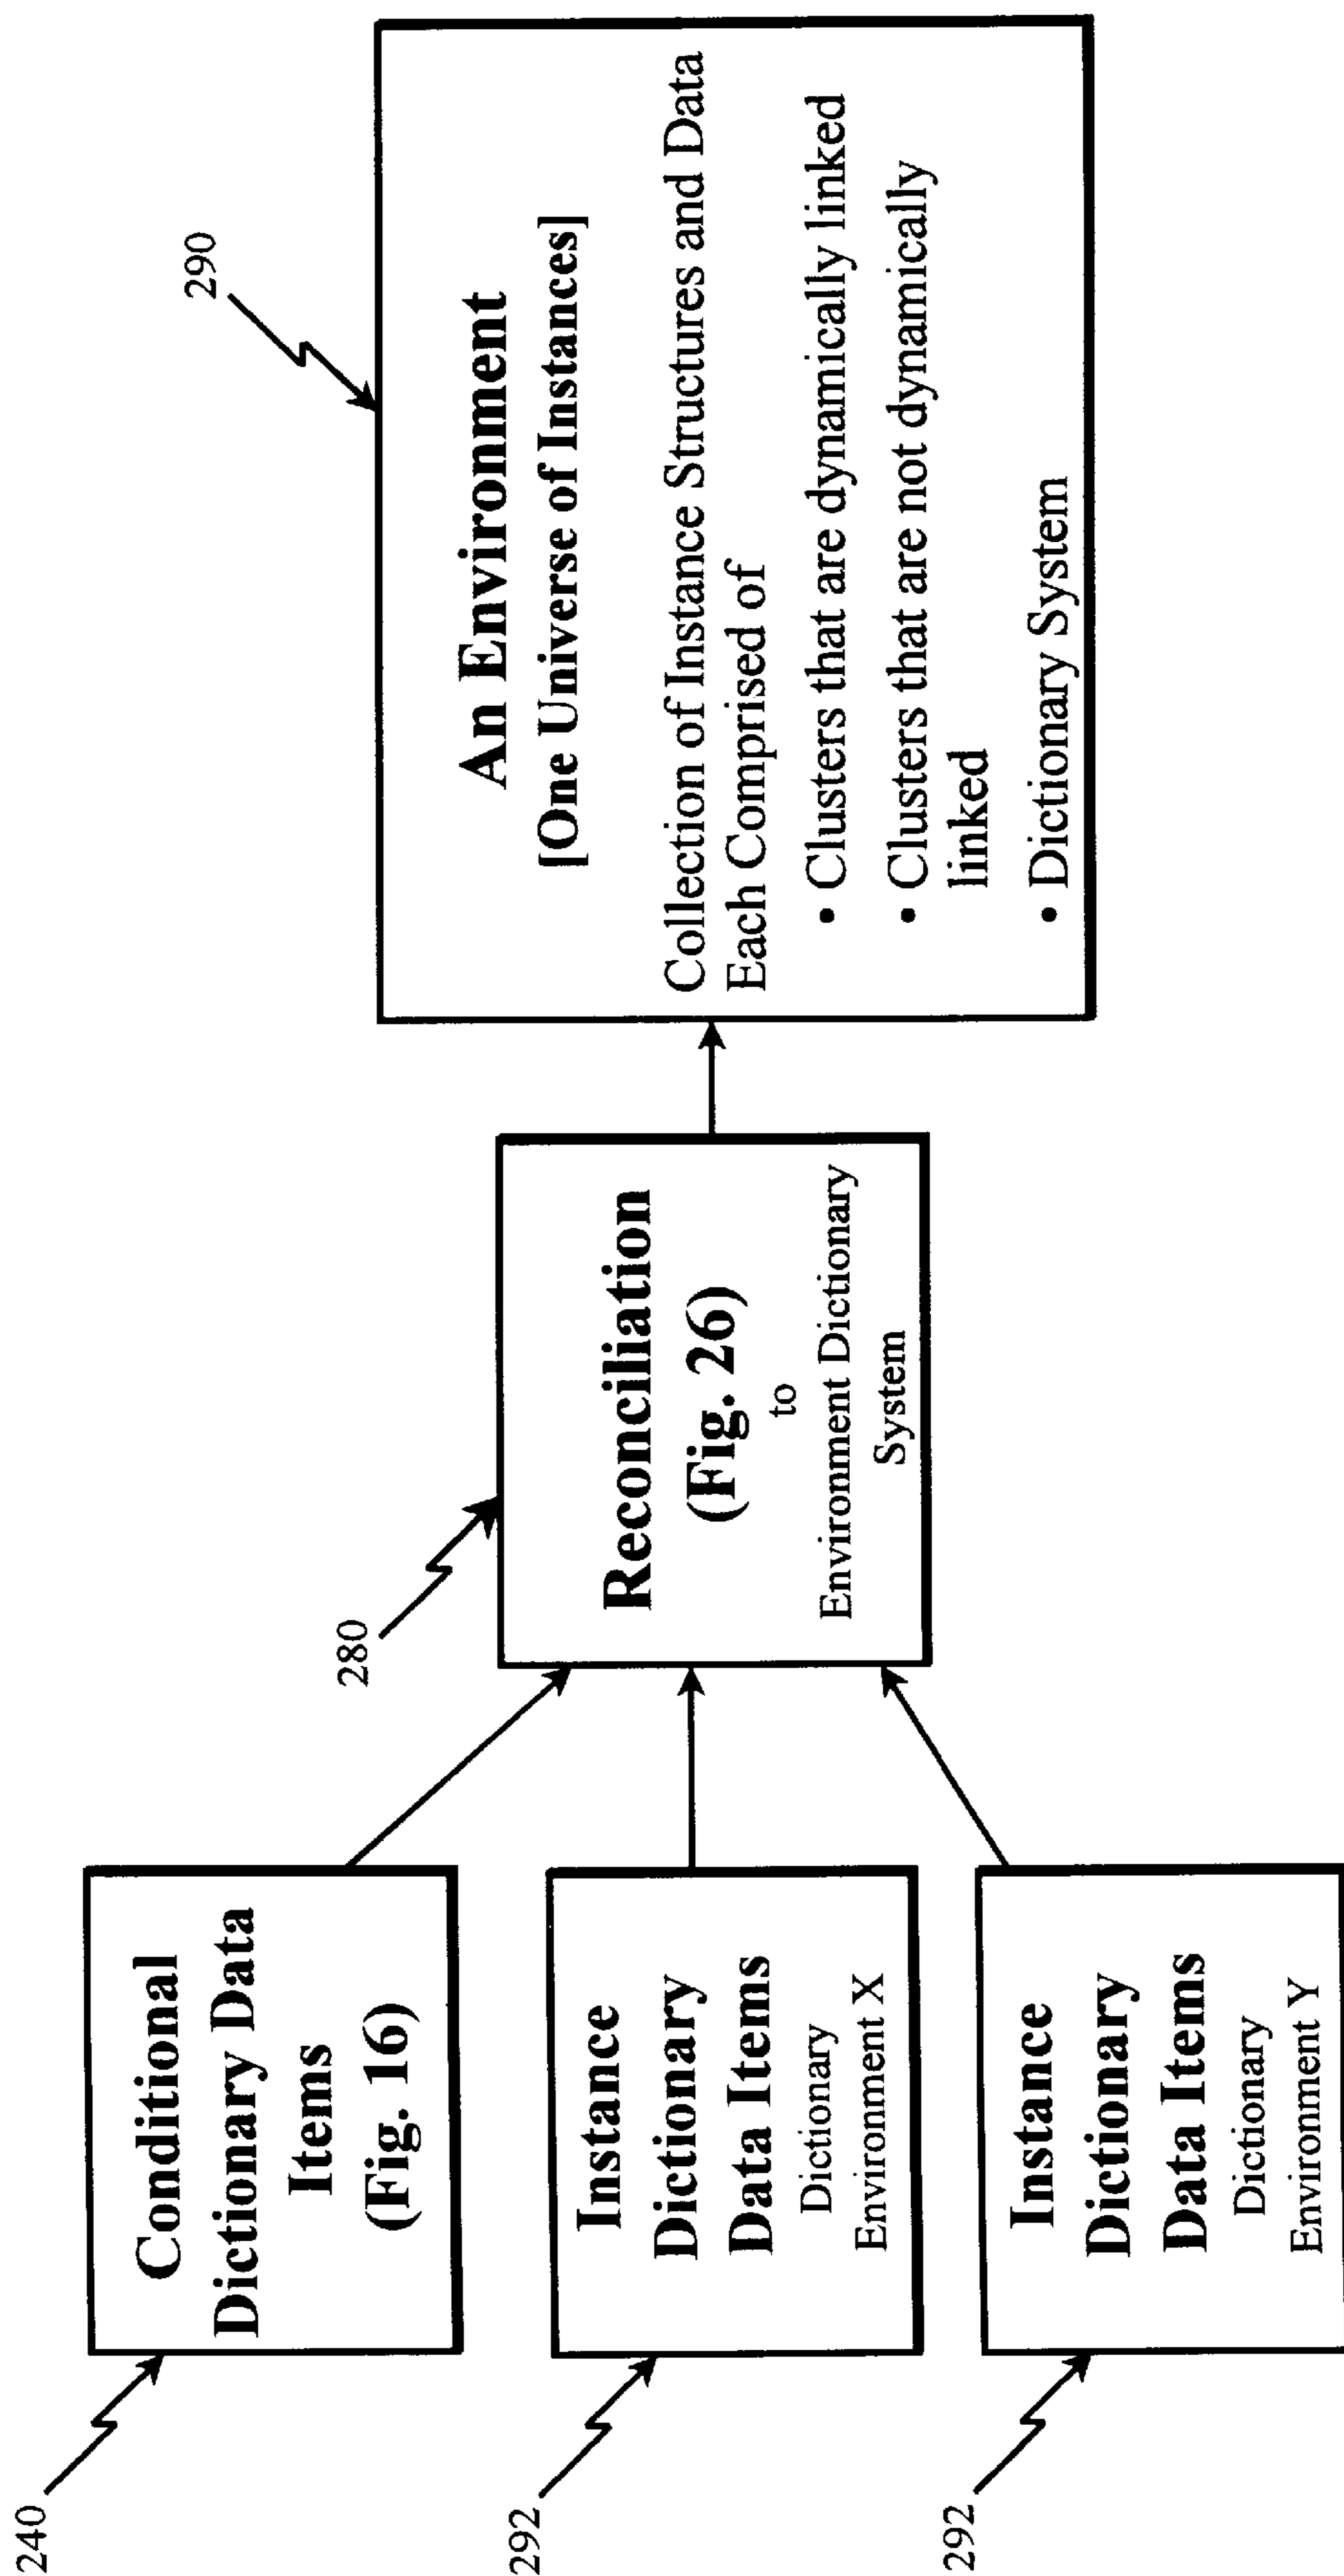 240
Conditional
Dictionary Data
Items
(Fig. 16)
292
Instance
Dictionary
Data Items
Dictionary
Environment X
292
Instance
Dictionary
Data Items
Dictionary
Environment Y
280
Reconciliation
(Fig. 26)
to
Environment Dictionary
System
290
An Environment
[One Universe of Instances]
Collection of Instance Structures and Data
Each Comprised of
• Clusters that are dynamically linked
• Clusters that are not dynamically
linked
• Dictionary System